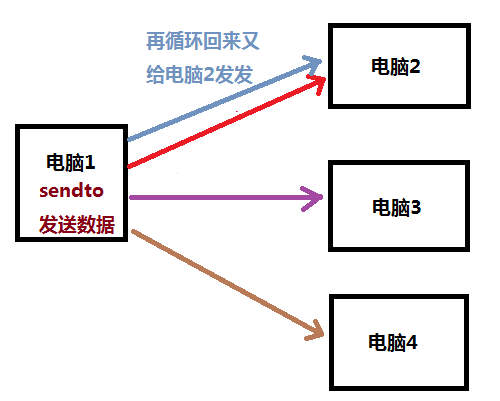 再循环回来又
给电脑2发发
电脑2
电脑1
sendto
发送数据
电脑3
电脑4